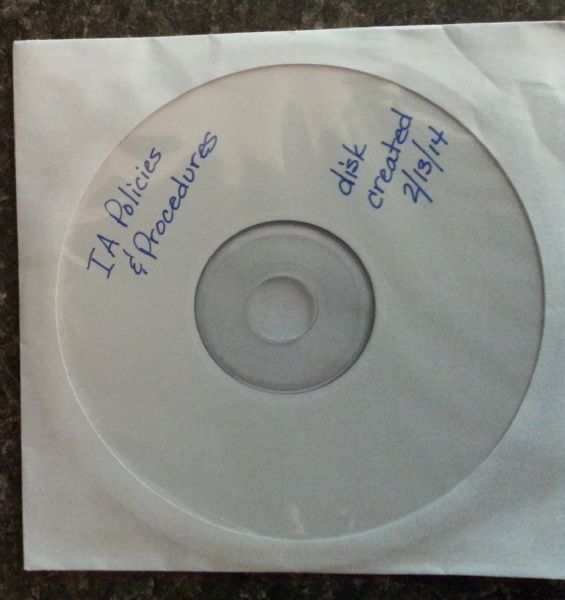 IA Policies
& Procedures
disk
created
2/13/14